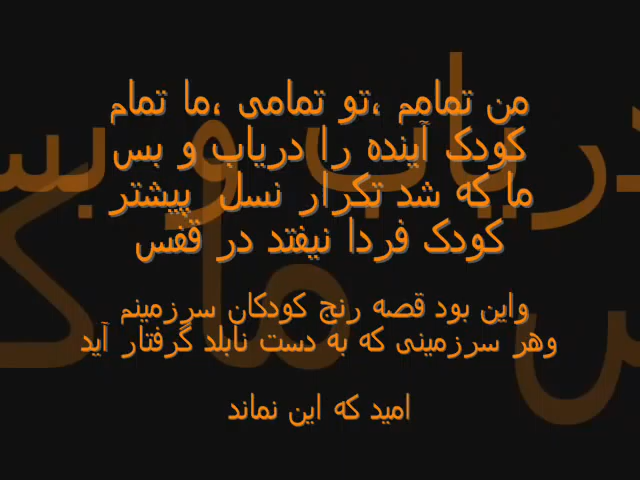 من تمامم ،تو تمامی ،ما تمام
کودک آینده را دریاب و بس
ما که شد تکرار نسل پیشتر
کودک فردا نیفتد در قفس
واین بود قصه رنج کودکان سرزمینم
وهر سرزمینی که به دست نابلد گرفتار آید
امید که این نماند